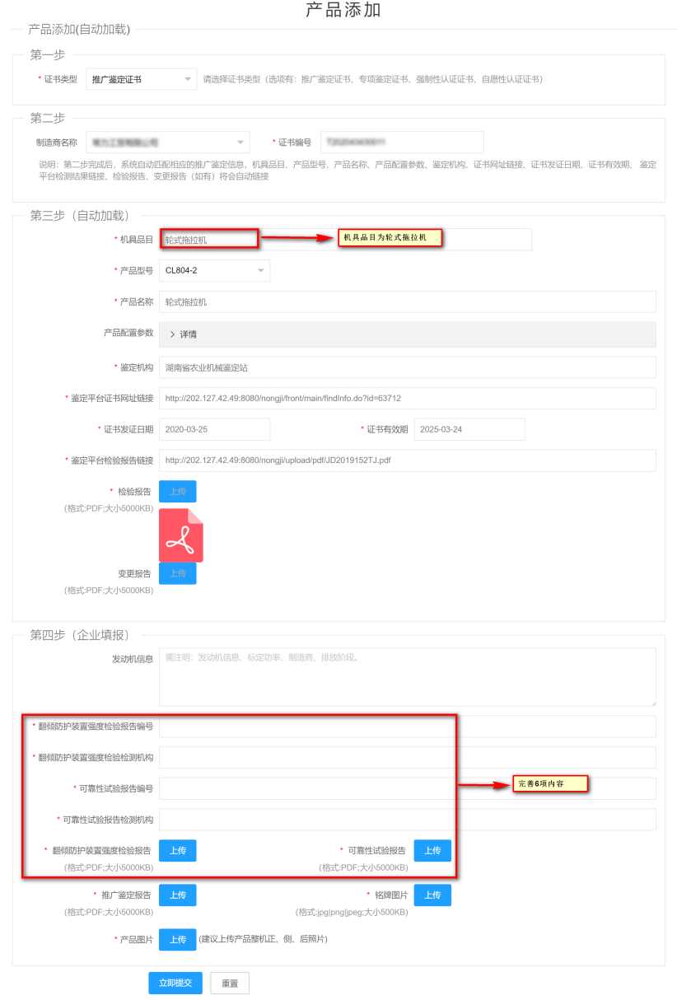 产品添加
产品添加(自动加载)
第一步
* 证书类型 推广鉴定证书 请选择证书类型（选项有：推广鉴定证书、专项鉴定证书、强制性认证证书、自愿性认证证书）
第二步
制造商名称 * 证书编号
说明：第二步完成后，系统自动匹配相应的推广鉴定信息，机具品目、产品型号、产品名称、产品配置参数、鉴定机构、证书网址链接、证书发证日期、证书有效期、 鉴定
平台检测结果链接、检验报告、变更报告（如有）将会自动链接
第三步（自动加载）
* 机具品目 轮式拖拉机 机具品目为轮式拖拉机
* 产品型号 CL804-2
* 产品名称 轮式拖拉机
产品配置参数 > 详情
* 鉴定机构 湖南省农业机械鉴定站
* 鉴定平台证书网址链接 http://202.127.42.49:8080/nongji/front/main/findInfo.do?id=63712
* 证书发证日期 2020-03-25 * 证书有效期 2025-03-24
* 鉴定平台检验报告链接 http://202.127.42.49:8080/nongji/upload/pdf/JD2019152TJ.pdf
* 检验报告 上传
(格式:PDF;大小5000KB)
变更报告 上传
(格式:PDF;大小5000KB)
第四步（企业填报）
发动机信息 需注明：发动机信息、标定功率、制造商、排放阶段。
* 翻倾防护装置强度检验报告编号
* 翻倾防护装置强度检验检测机构
* 可靠性试验报告编号 完善6项内容
* 可靠性试验报告检测机构
* 翻倾防护装置强度检验报告 上传 * 可靠性试验报告 上传
(格式:PDF;大小5000KB) (格式:PDF;大小5000KB)
* 推广鉴定报告 上传 * 铭牌图片 上传
(格式:PDF;大小5000KB) (格式:jpg|png|jpeg;大小500KB)
* 产品图片 上传 (建议上传产品整机正、侧、后照片)
立即提交 重置